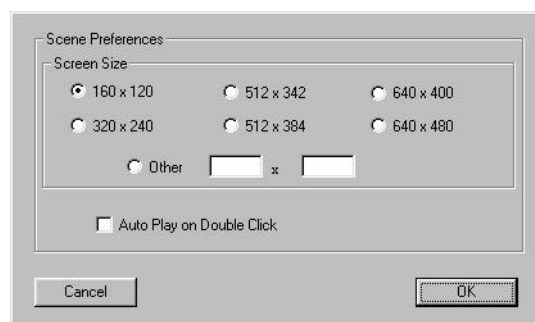 Scene Preferences
Screen Size
160 x 120 512 x 342 640 x 400
320 x 240 512 x 384 640 x 480
Other x
Auto Play on Double Click
Cancel OK